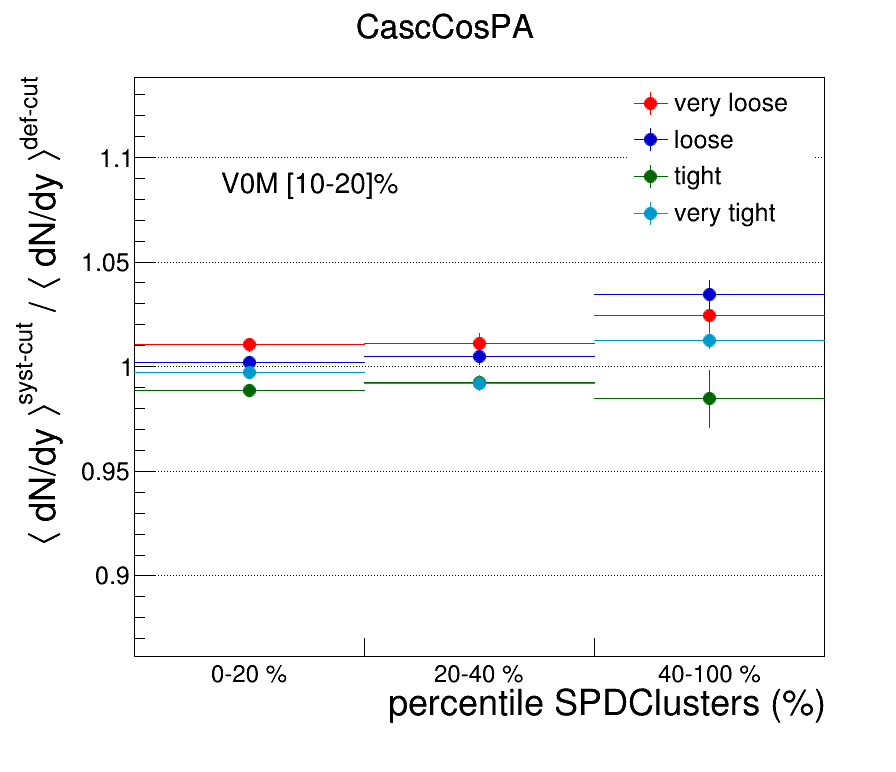 CascCosPA
⟨ dN/dy ⟩^syst-cut / ⟨ dN/dy ⟩^def-cut
very loose
loose
tight
very tight
V0M [10-20]%
1.1
1.05
1
0.95
0.9
0-20 %
20-40 %
40-100 %
percentile SPDClusters (%)